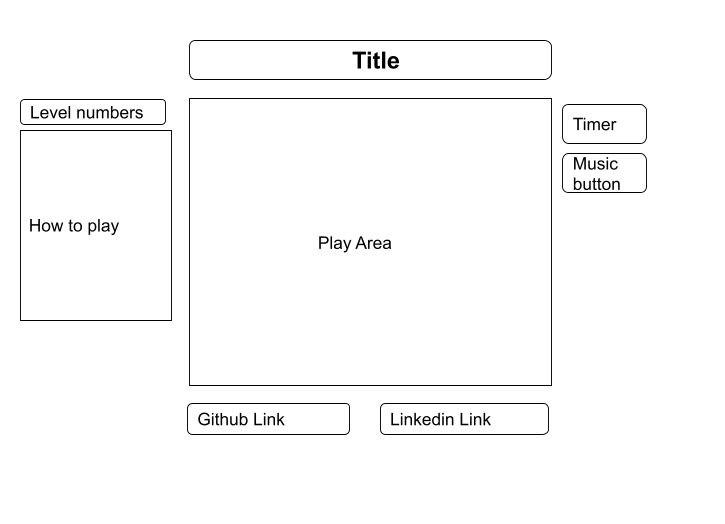 Title
Level numbers
How to play
Play Area
Timer
Music
button
Github Link
Linkedin Link